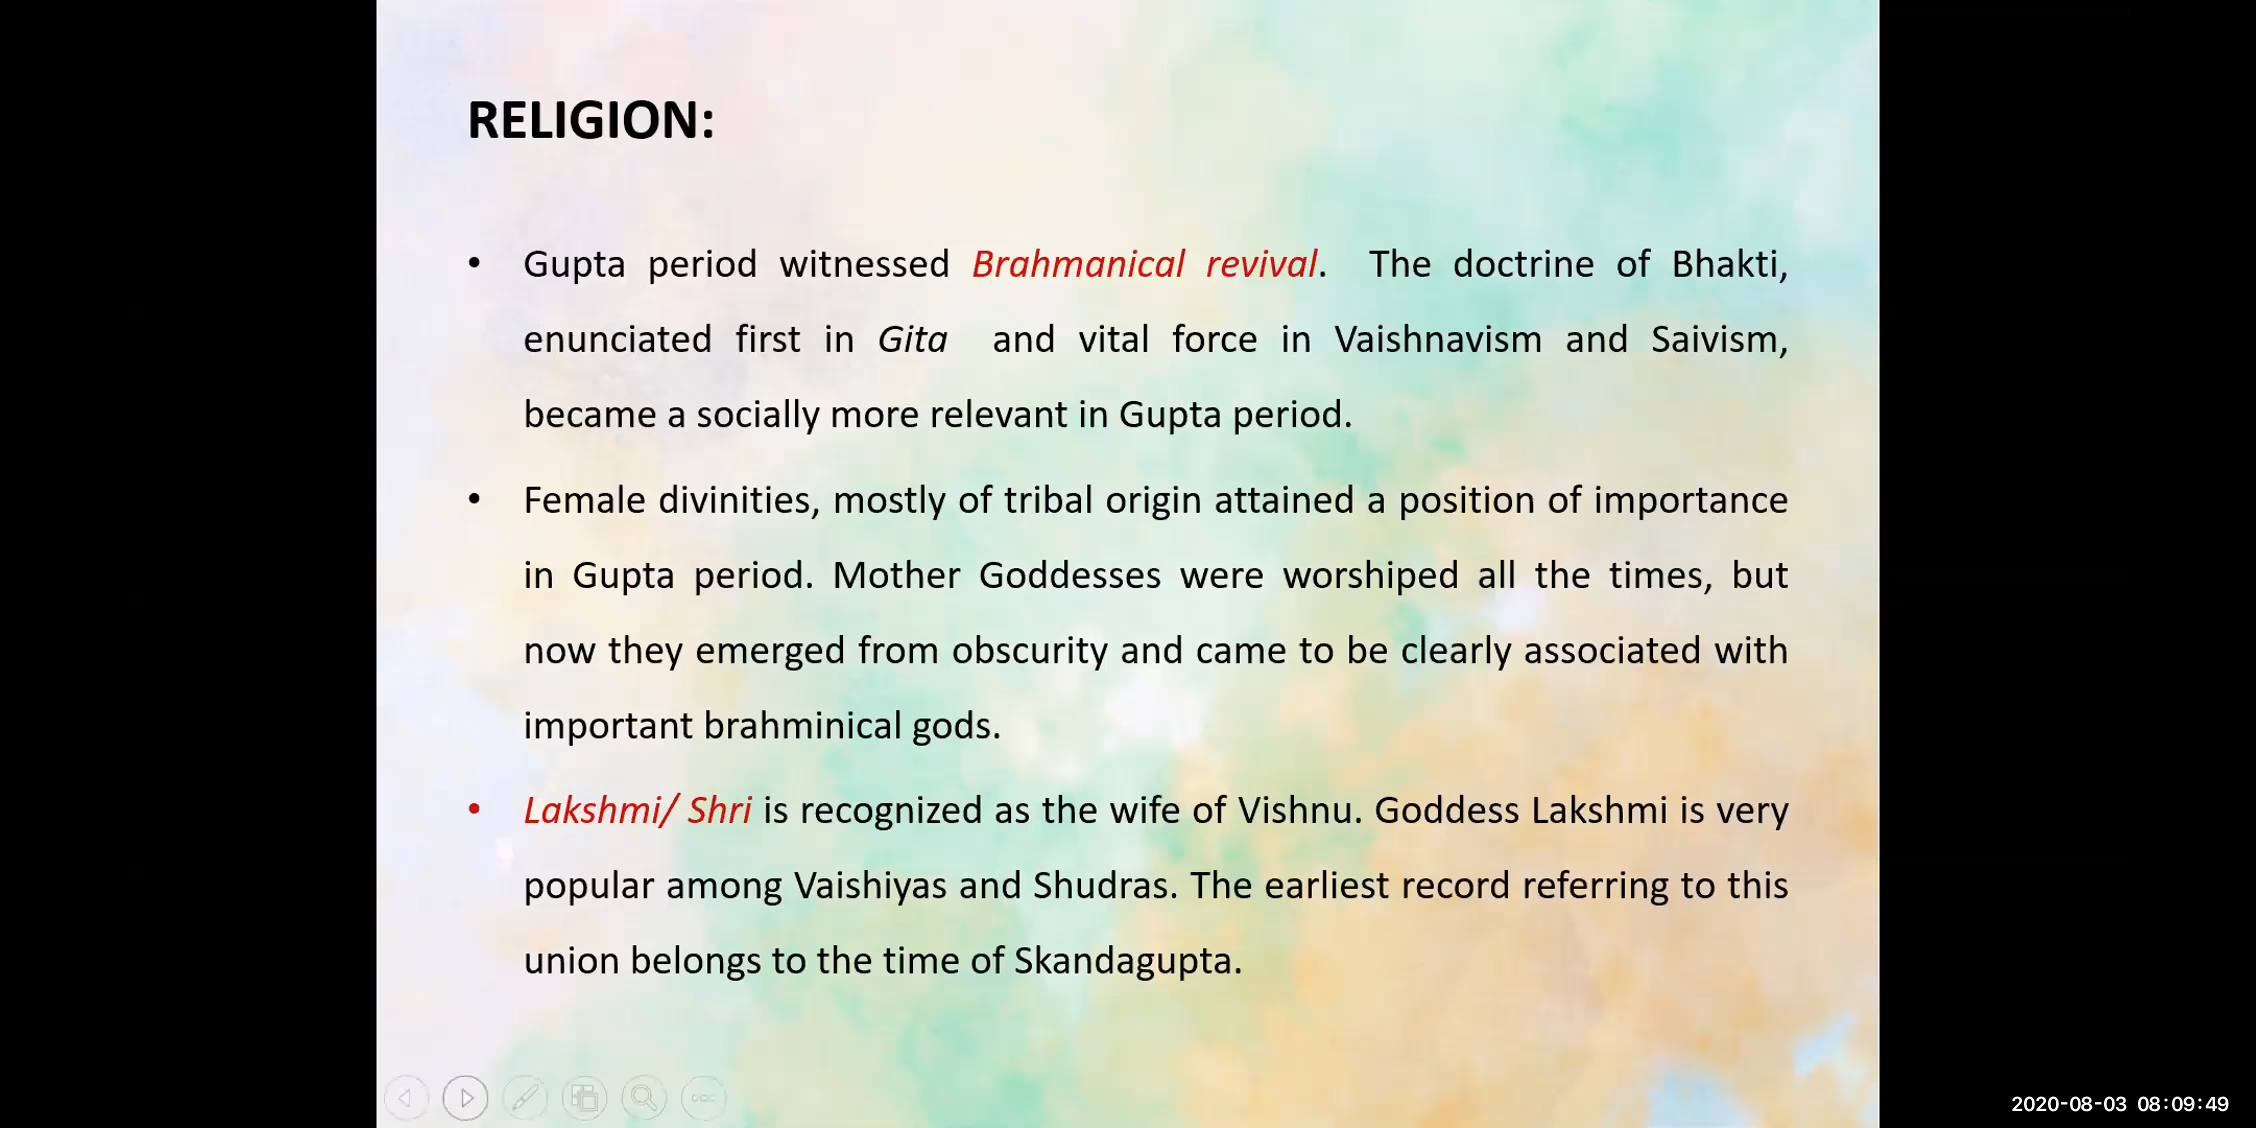 RELIGION:
• Gupta period witnessed Brahmanical revival. The doctrine of Bhakti,
enunciated first in Gita and vital force in Vaishnavism and Saivism,
became a socially more relevant in Gupta period.
• Female divinities, mostly of tribal origin attained a position of importance
in Gupta period. Mother Goddesses were worshiped all the times, but
now they emerged from obscurity and came to be clearly associated with
important brahminical gods.
• Lakshmi/ Shri is recognized as the wife of Vishnu. Goddess Lakshmi is very
popular among Vaishiyas and Shudras. The earliest record referring to this
union belongs to the time of Skandagupta.
2020-08-03 08:09:49